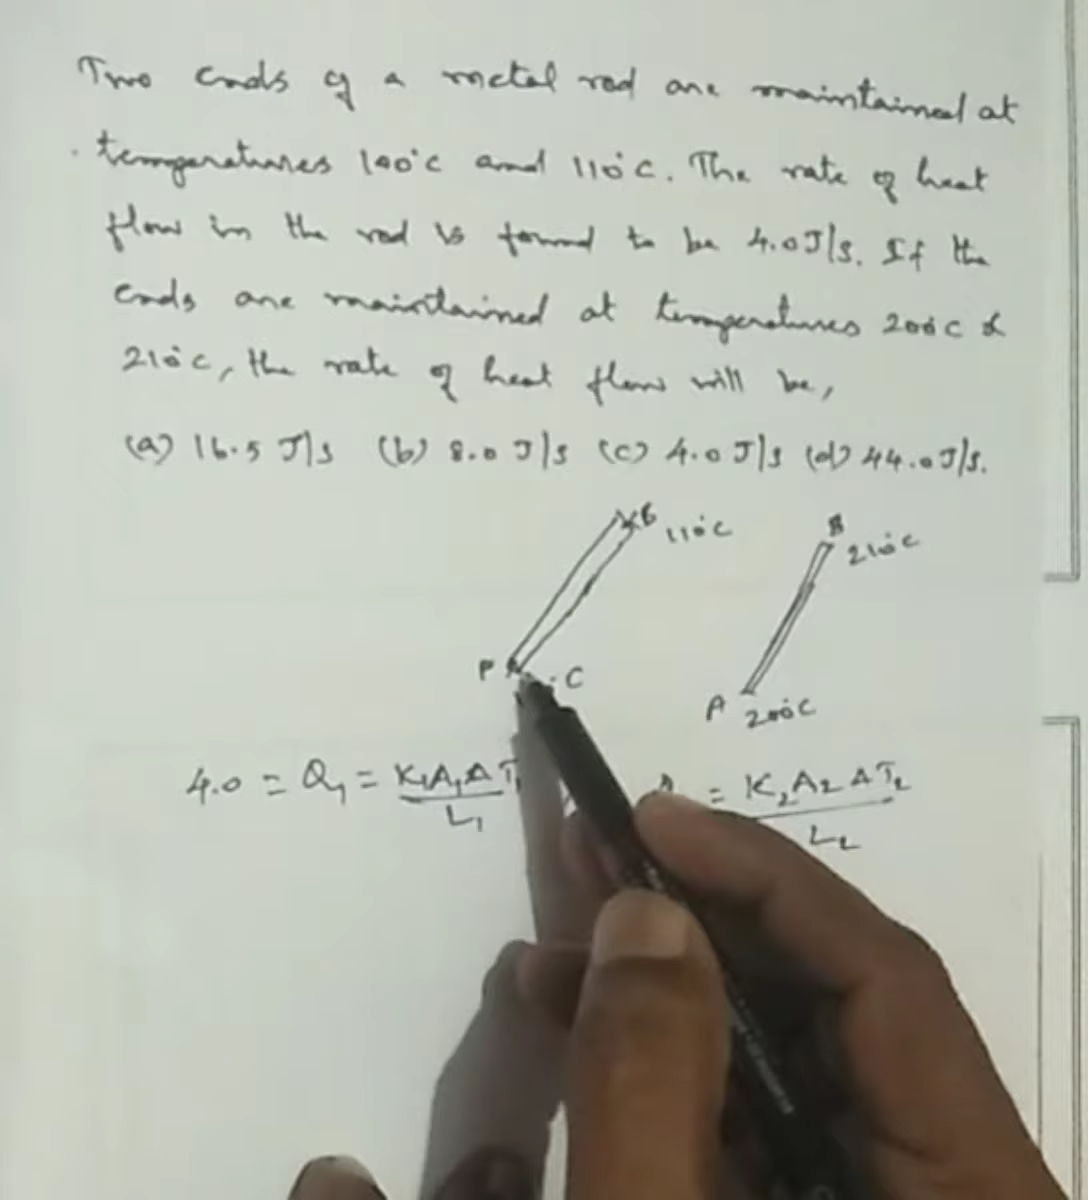 Two ends of a metal rod are maintained at
temperatures 100°C and 110°C. The rate of heat
flow in the rod is found to be 4.0 J/s. If the
ends are maintained at temperatures 200°C &
210°C, the rate of heat flow will be,
(a) 16.5 J/s (b) 8.0 J/s (c) 4.0 J/s (d) 44.0 J/s.
B 110°C
B 210°C
P C
A 200°C
4.0 = Q₁ = K₁A₁ΔT
L₁
= K₂A₂ΔT₂
L₂